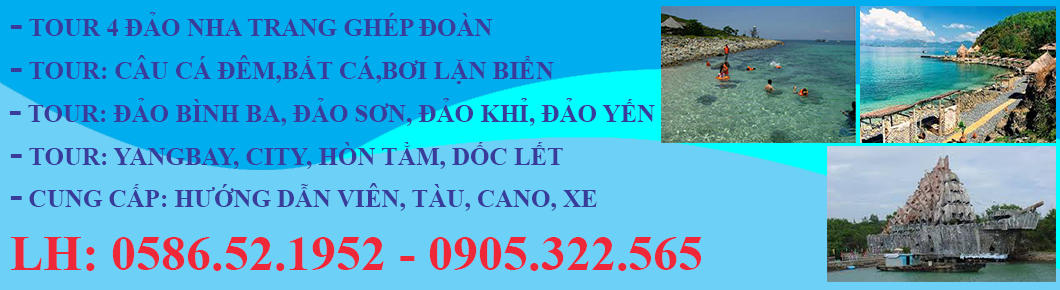 - TOUR 4 ĐẢO NHA TRANG GHÉP ĐOÀN
- TOUR: CÂU CÁ ĐÊM,BẮT CÁ,BƠI LẶN BIỂN
- TOUR: ĐẢO BÌNH BA, ĐẢO SƠN, ĐẢO KHỈ, ĐẢO YẾN
- TOUR: YANGBAY, CITY, HÒN TẰM, DỐC LẾT
- CUNG CẤP: HƯỚNG DẪN VIÊN, TÀU, CANO, XE
LH: 0586.52.1952 - 0905.322.565